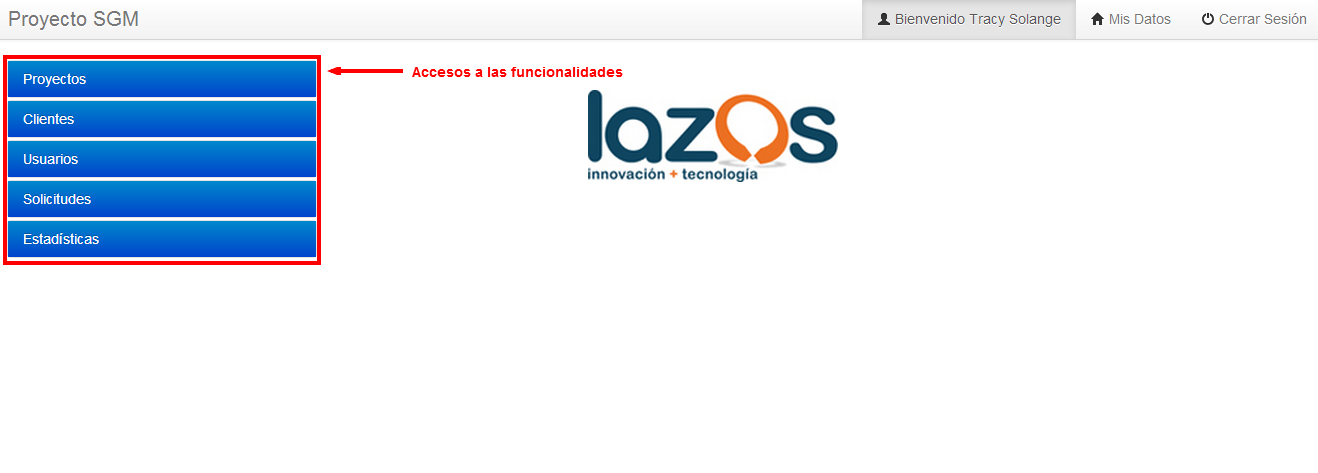 Proyecto SGM
Bienvenido Tracy Solange
Mis Datos
Cerrar Sesión
Proyectos
Clientes
Usuarios
Solicitudes
Estadísticas
Accesos a las funcionalidades
lazos
innovación + tecnología